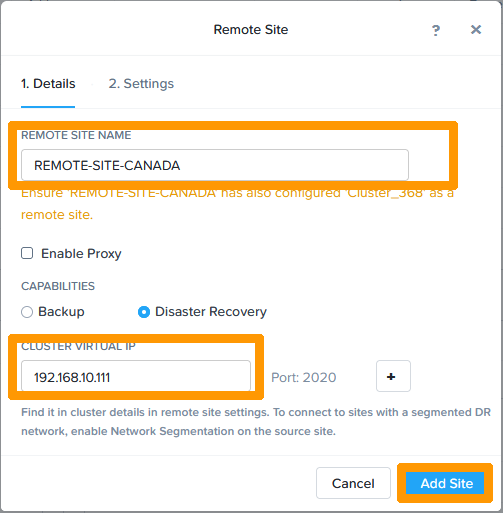 Remote Site ? ×
1. Details 2. Settings
REMOTE SITE NAME
REMOTE-SITE-CANADA
Ensure 'REMOTE-SITE-CANADA' has also configured 'Cluster_368' as a
remote site.
Enable Proxy
CAPABILITIES
Backup Disaster Recovery
CLUSTER VIRTUAL IP
192.168.10.111 Port: 2020 +
Find it in cluster details in remote site settings. To connect to sites with a segmented DR
network, enable Network Segmentation on the source site.
Cancel Add Site